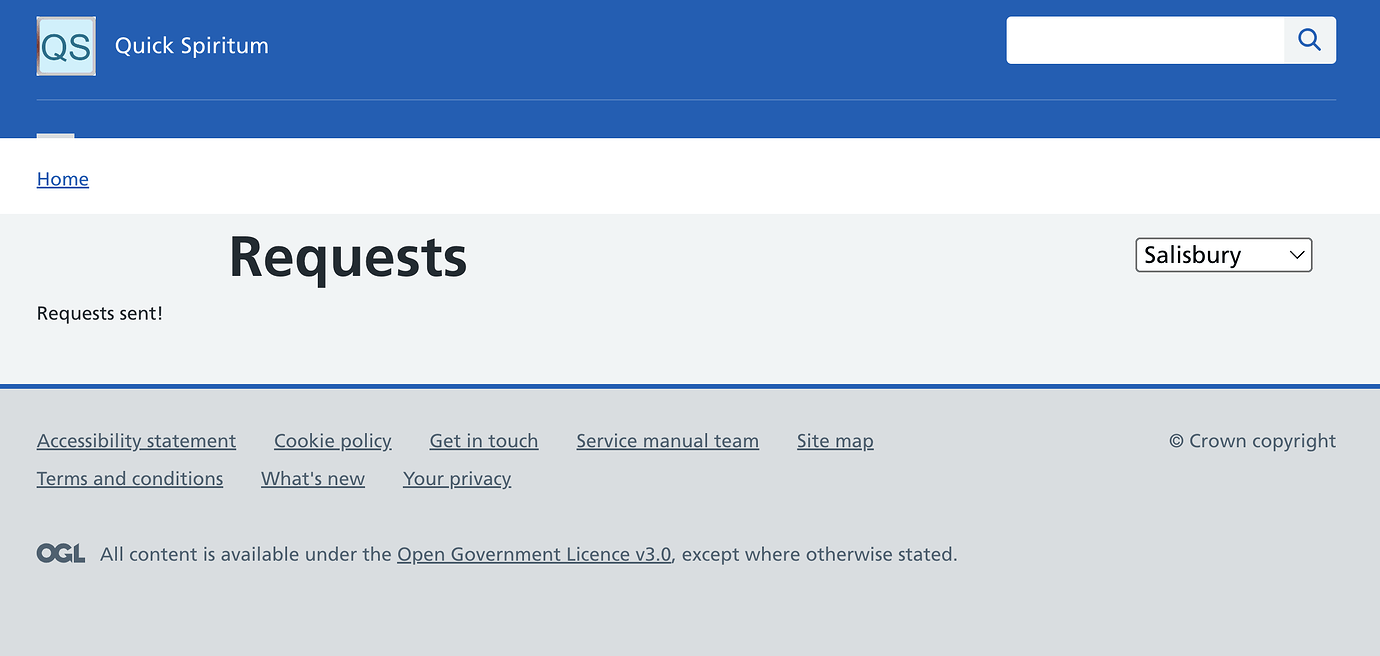 QS Quick Spiritum
Home
Requests
Salisbury
Requests sent!
Accessibility statement Cookie policy Get in touch Service manual team Site map © Crown copyright
Terms and conditions What's new Your privacy
OGL All content is available under the Open Government Licence v3.0, except where otherwise stated.